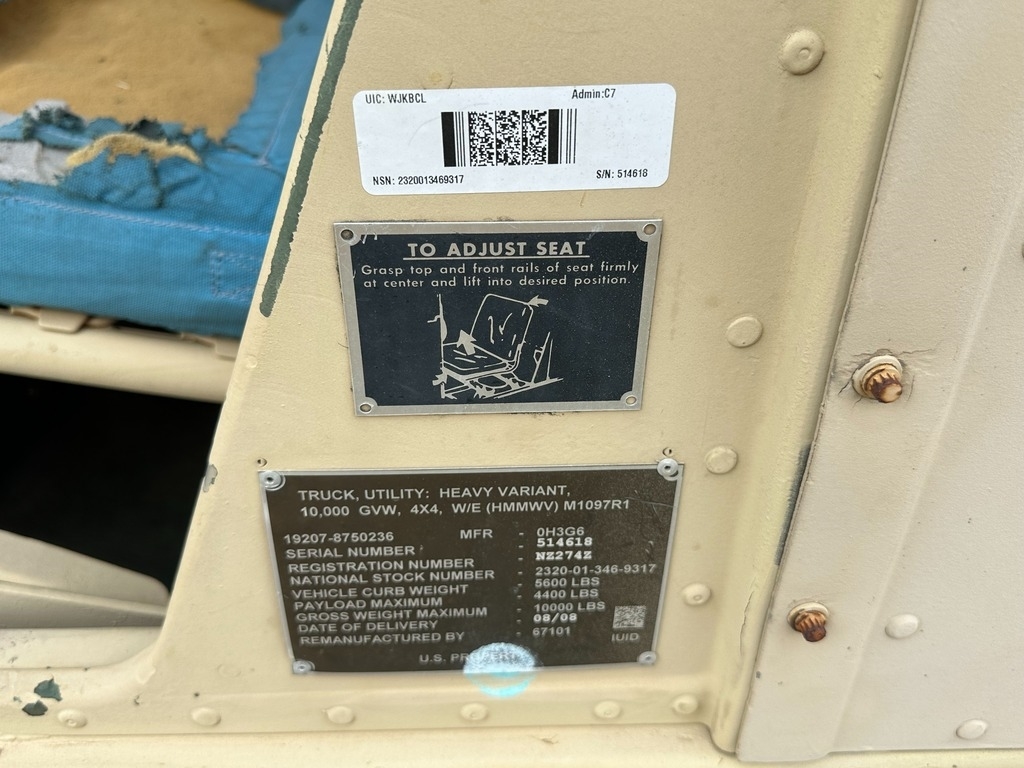 UIC: WJKBCL Admin:C7
NSN: 2320013469317 S/N: 514618
TO ADJUST SEAT
Grasp top and front rails of seat firmly
at center and lift into desired position.
TRUCK, UTILITY: HEAVY VARIANT,
10,000 GVW, 4X4, W/E (HMMWV) M1097R1
19207-8750236 MFR - 0H3G6
SERIAL NUMBER - 514618
REGISTRATION NUMBER - NZ274Z
NATIONAL STOCK NUMBER - 2320-01-346-9317
VEHICLE CURB WEIGHT - 5600 LBS
PAYLOAD MAXIMUM - 4400 LBS
GROSS WEIGHT MAXIMUM - 10000 LBS
DATE OF DELIVERY - 08/08
REMANUFACTURED BY - 67101
IUID
U.S. PROPERTY